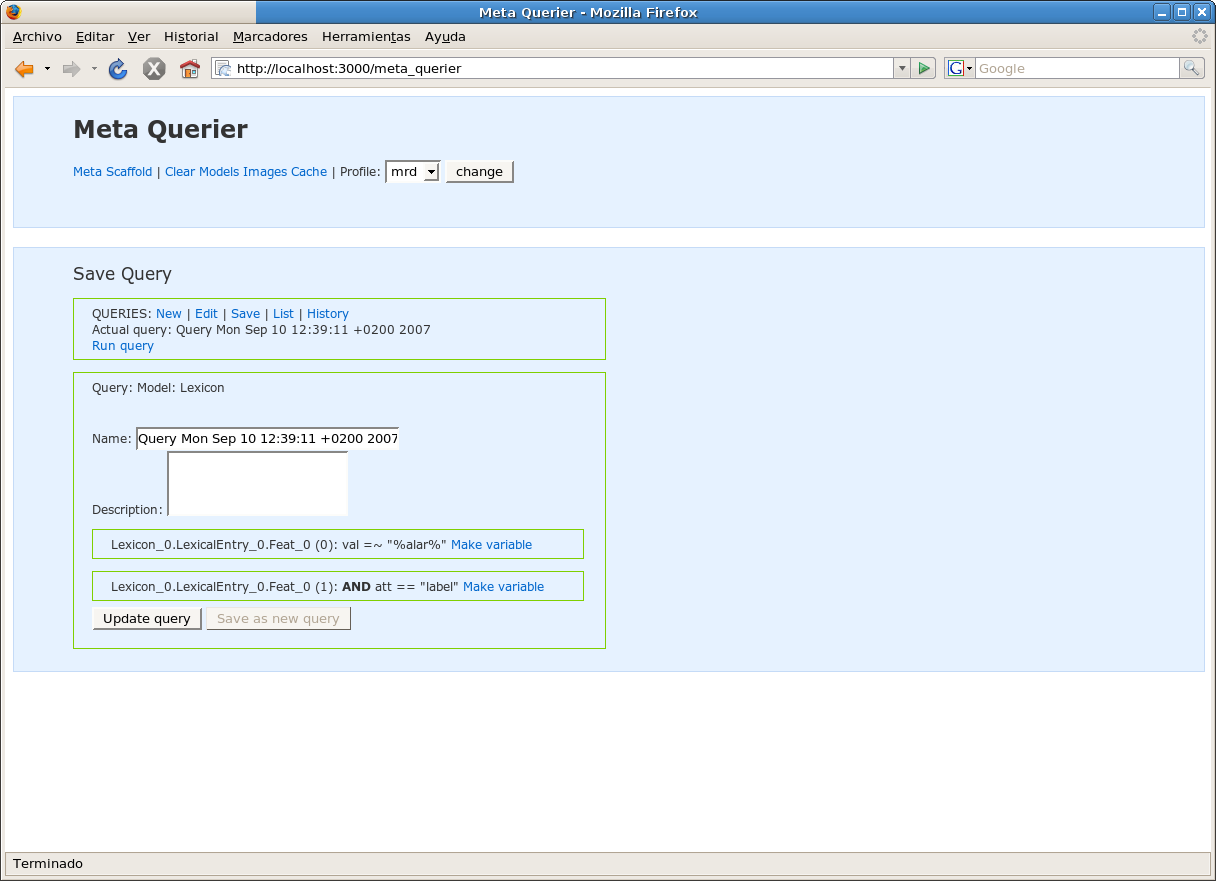 Meta Querier - Mozilla Firefox
Archivo Editar Ver Historial Marcadores Herramientas Ayuda
http://localhost:3000/meta_querier G Google
Meta Querier
Meta Scaffold | Clear Models Images Cache | Profile: mrd change
Save Query
QUERIES: New | Edit | Save | List | History
Actual query: Query Mon Sep 10 12:39:11 +0200 2007
Run query
Query: Model: Lexicon
Name: Query Mon Sep 10 12:39:11 +0200 2007
Description:
Lexicon_0.LexicalEntry_0.Feat_0 (0): val =~ "%alar%" Make variable
Lexicon_0.LexicalEntry_0.Feat_0 (1): AND att == "label" Make variable
Update query Save as new query
Terminado